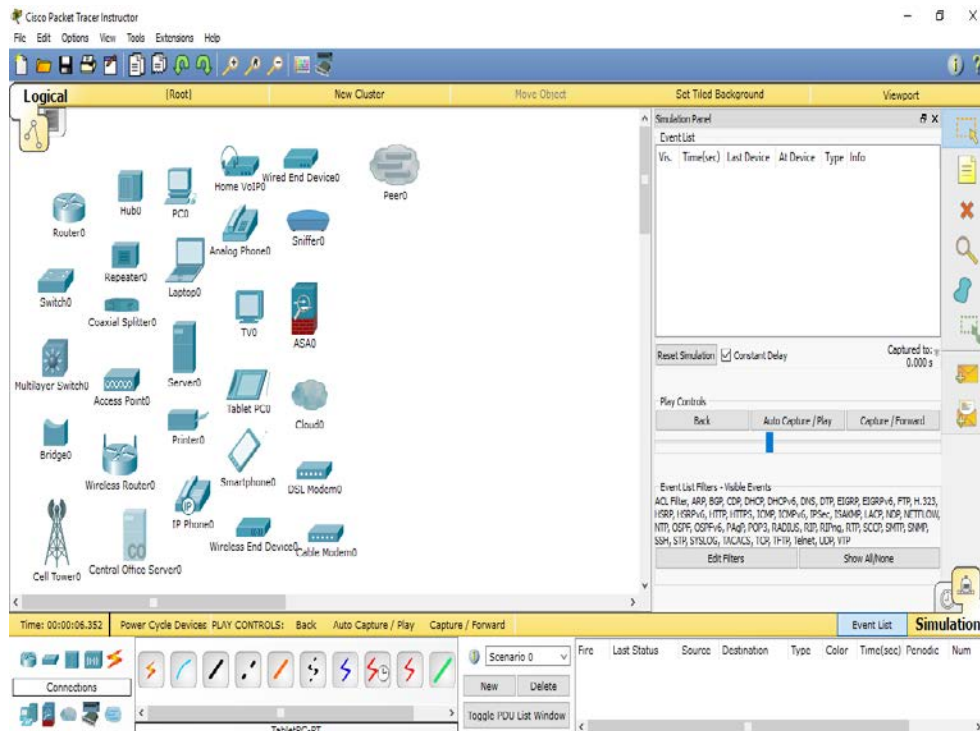 Cisco Packet Tracer Instructor
File Edit Options View Tools Extensions Help
Logical [Root] New Cluster Move Object Set Tiled Background Viewport
Router0
Hub0
PC0
Home VoIP0
Wired End Device0
Peer0
Switch0
Repeater0
Laptop0
Analog Phone0
Sniffer0
Coaxial Splitter0
TV0
ASA0
Multilayer Switch0
Access Point0
Server0
Tablet PC0
Cloud0
Bridge0
Wireless Router0
Printer0
Smartphone0
DSL Modem0
IP
IP Phone0
Wireless End Device0
Cable Modem0
CO
Cell Tower0
Central Office Server0
Simulation Panel
Event List
Vis. Time(sec) Last Device At Device Type Info
Reset Simulation Constant Delay Captured to:
0.000 s
Play Controls
Back Auto Capture / Play Capture / Forward
Event List Filters - Visible Events
ACL Filter, ARP, BGP, CDP, DHCP, DHCPv6, DNS, DTP, EIGRP, EIGRPv6, FTP, H.323,
HSRP, HSRPv6, HTTP, HTTPS, ICMP, ICMPv6, IPSec, ISAKMP, LACP, NDP, NETFLOW,
NTP, OSPF, OSPFv6, PAgP, POP3, RADIUS, RIP, RIPng, RTP, SCCP, SMTP, SNMP,
SSH, STP, SYSLOG, TACACS, TCP, TFTP, Telnet, UDP, VTP
Edit Filters Show All/None
Time: 00:00:06.352 Power Cycle Devices PLAY CONTROLS: Back Auto Capture / Play Capture / Forward Event List Simulation
Connections
TabletPC-PT
Scenario 0
New Delete
Toggle PDU List Window
Fire Last Status Source Destination Type Color Time(sec) Periodic Num